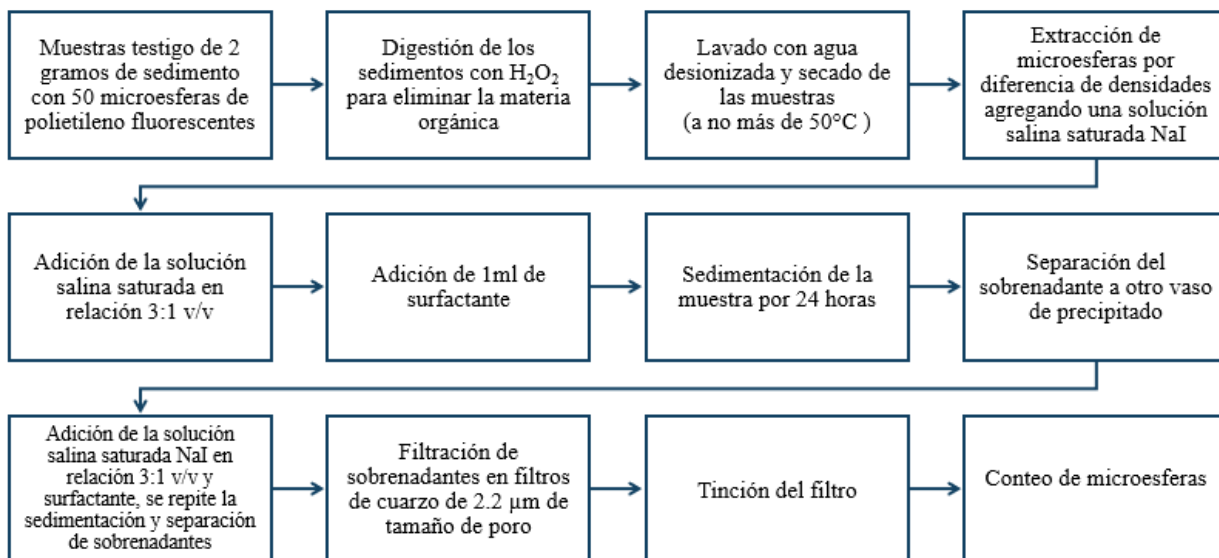 Muestras testigo de 2
gramos de sedimento
con 50 microesferas de
polietileno fluorescentes
Digestión de los
sedimentos con H₂O₂
para eliminar la materia
orgánica
Lavado con agua
desionizada y secado de
las muestras
(a no más de 50°C )
Extracción de
microesferas por
diferencia de densidades
agregando una solución
salina saturada NaI
Adición de la solución
salina saturada en
relación 3:1 v/v
Adición de 1ml de
surfactante
Sedimentación de la
muestra por 24 horas
Separación del
sobrenadante a otro vaso
de precipitado
Adición de la solución
salina saturada NaI en
relación 3:1 v/v y
surfactante, se repite la
sedimentación y separación
de sobrenadantes
Filtración de
sobrenadantes en filtros
de cuarzo de 2.2 µm de
tamaño de poro
Tinción del filtro
Conteo de microesferas